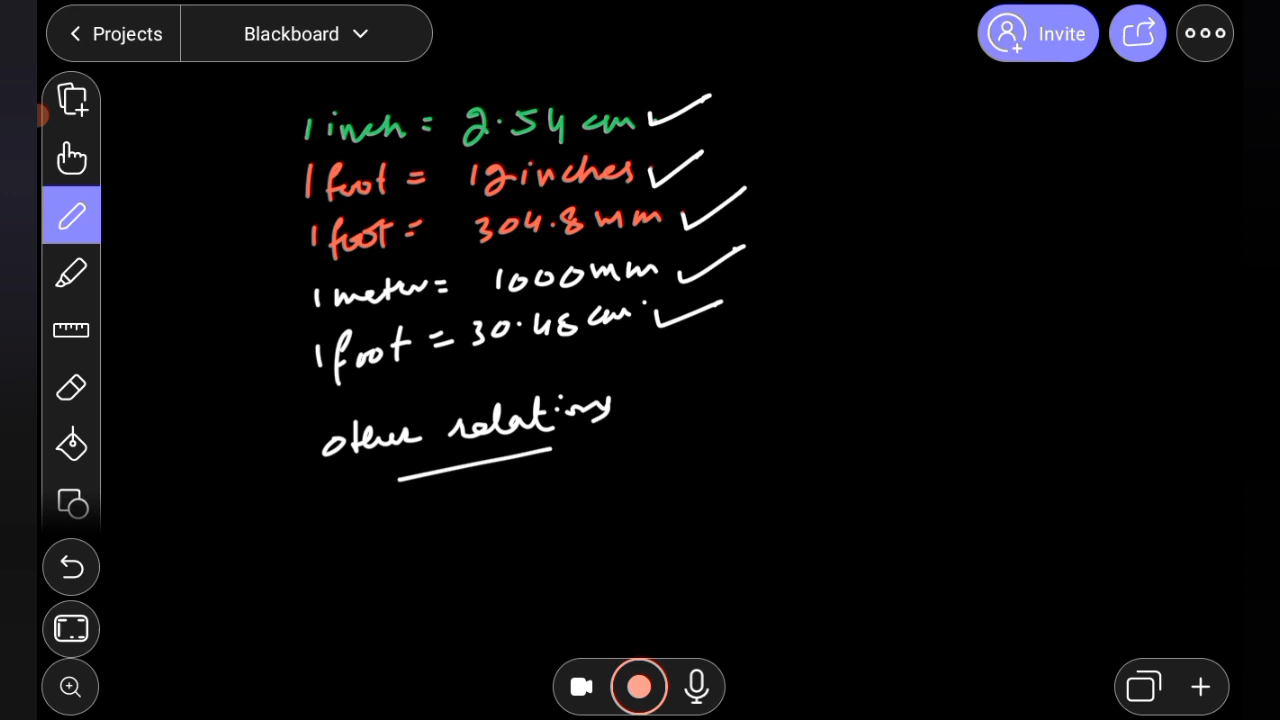 Projects
Blackboard
Invite
1 inch = 2.54 cm
1 foot = 12 inches
1 foot = 304.8 mm
1 meter = 1000 mm
1 foot = 30.48 cm.
other relations